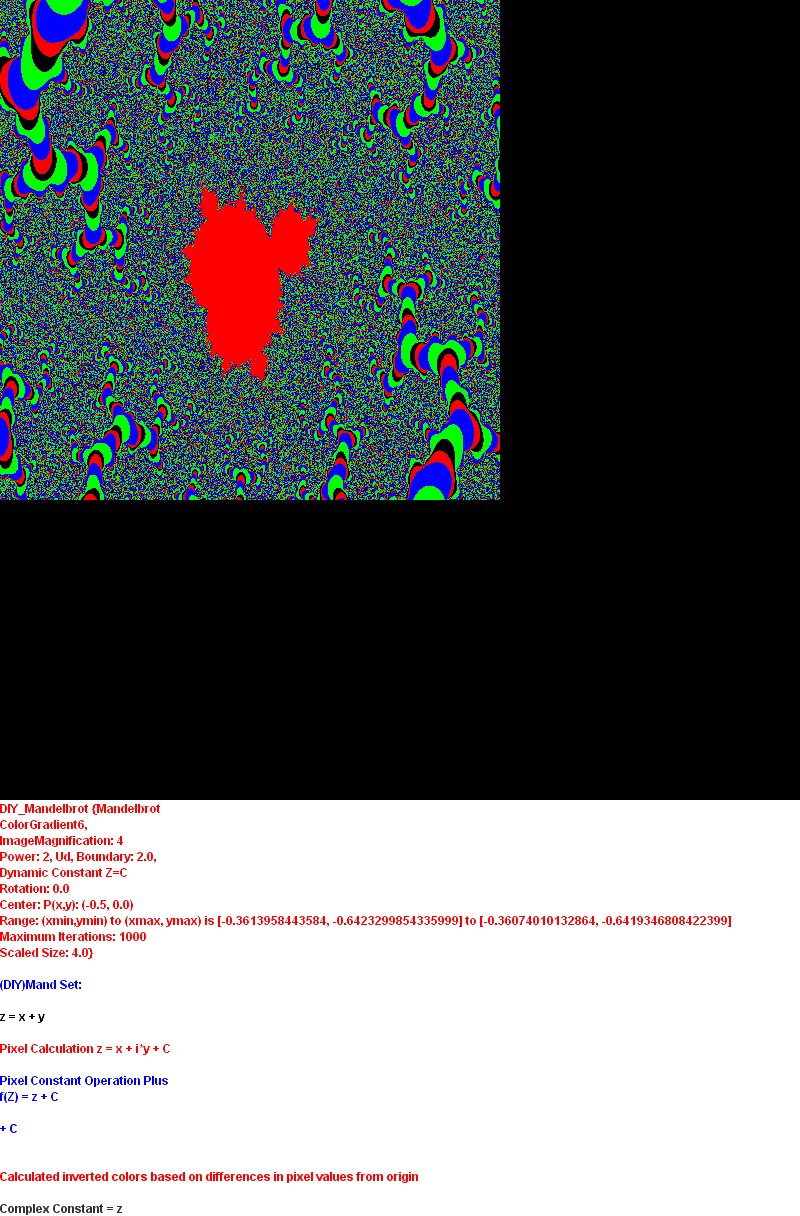 DIY_Mandelbrot {Mandelbrot
ColorGradient6,
ImageMagnification: 4
Power: 2, Ud, Boundary: 2.0,
Dynamic Constant Z=C
Rotation: 0.0
Center: P(x,y): (-0.5, 0.0)
Range: (xmin,ymin) to (xmax, ymax) is [-0.3613958443584, -0.6423299854335999] to [-0.36074010132864, -0.6419346808422399]
Maximum Iterations: 1000
Scaled Size: 4.0}
(DIY)Mand Set:
z = x + y
Pixel Calculation z = x + i*y + C
Pixel Constant Operation Plus
f(Z) = z + C
+ C
Calculated inverted colors based on differences in pixel values from origin
Complex Constant = z